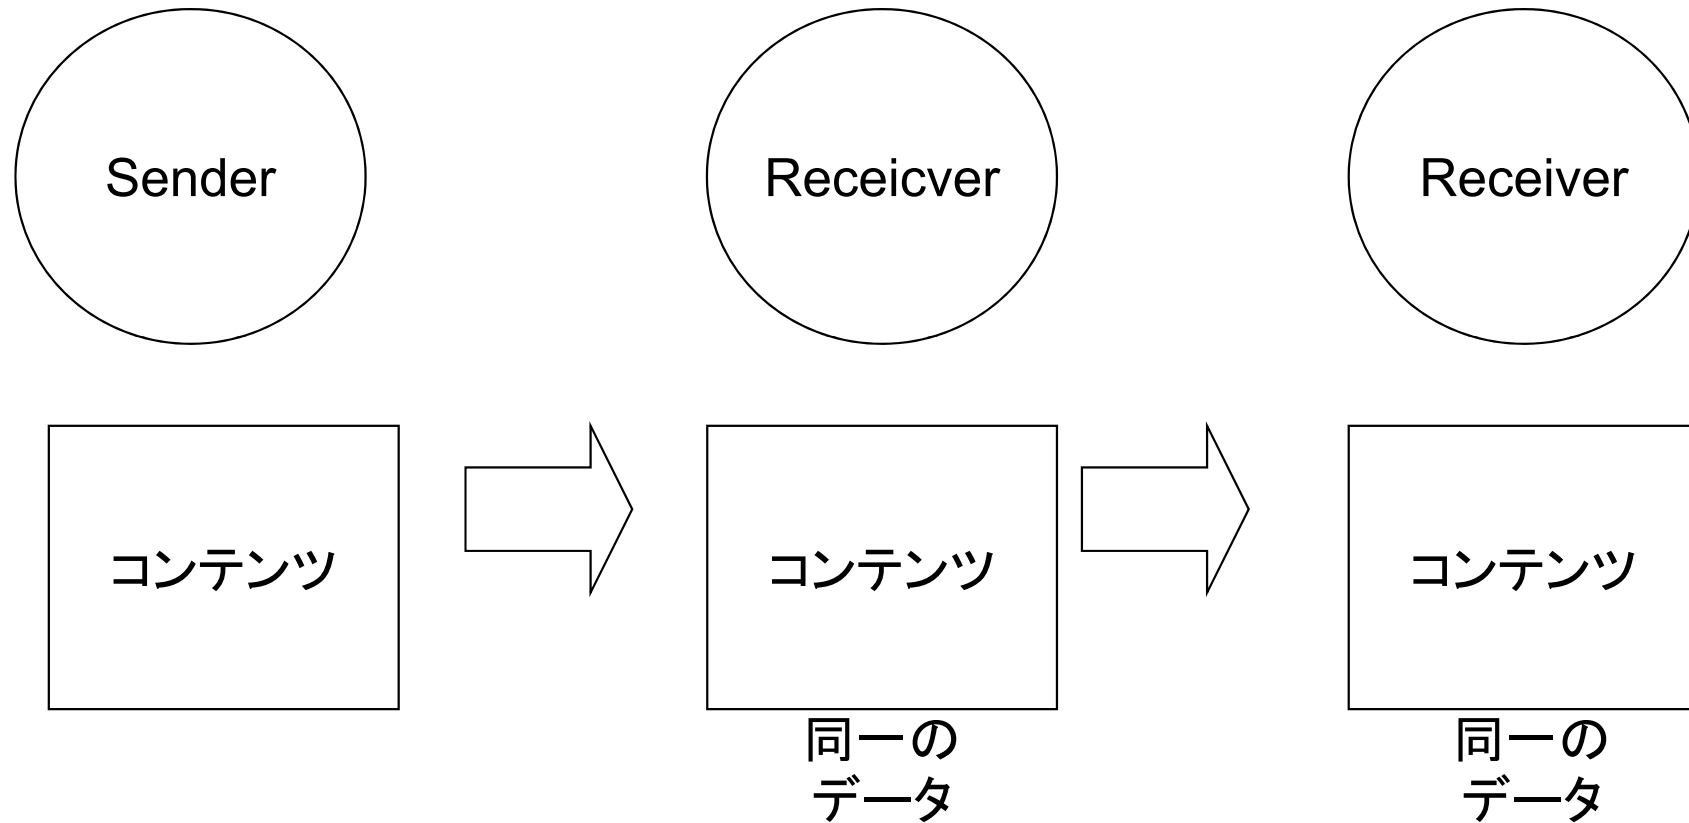 Sender
Receicver
Receiver
コンテンツ
コンテンツ
コンテンツ
同一の
データ
同一の
データ